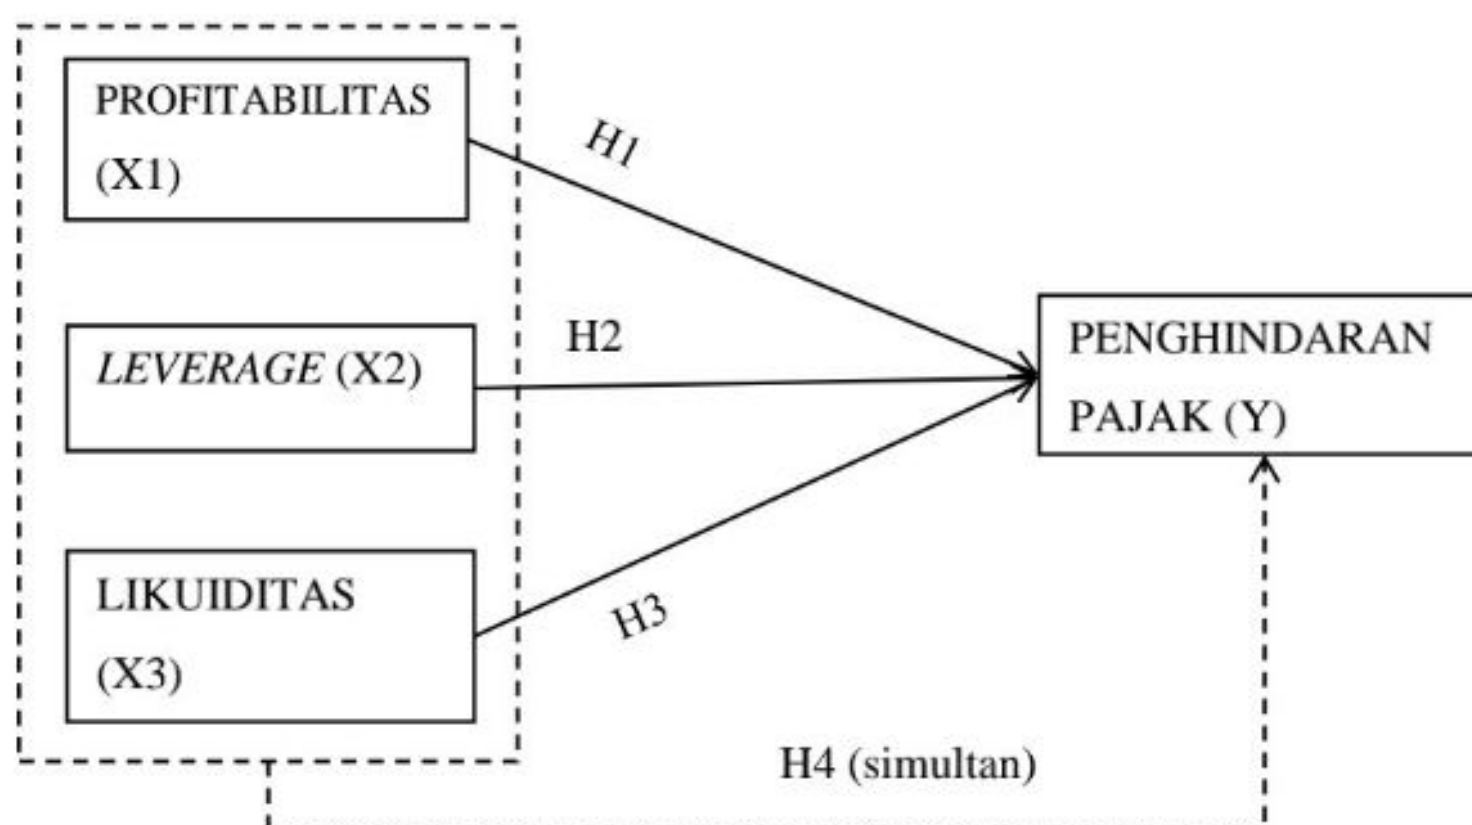 PROFITABILITAS
(X1)
H1
LEVERAGE (X2)
H2
PENGHINDARAN
PAJAK (Y)
LIKUIDITAS
(X3)
H3
H4 (simultan)